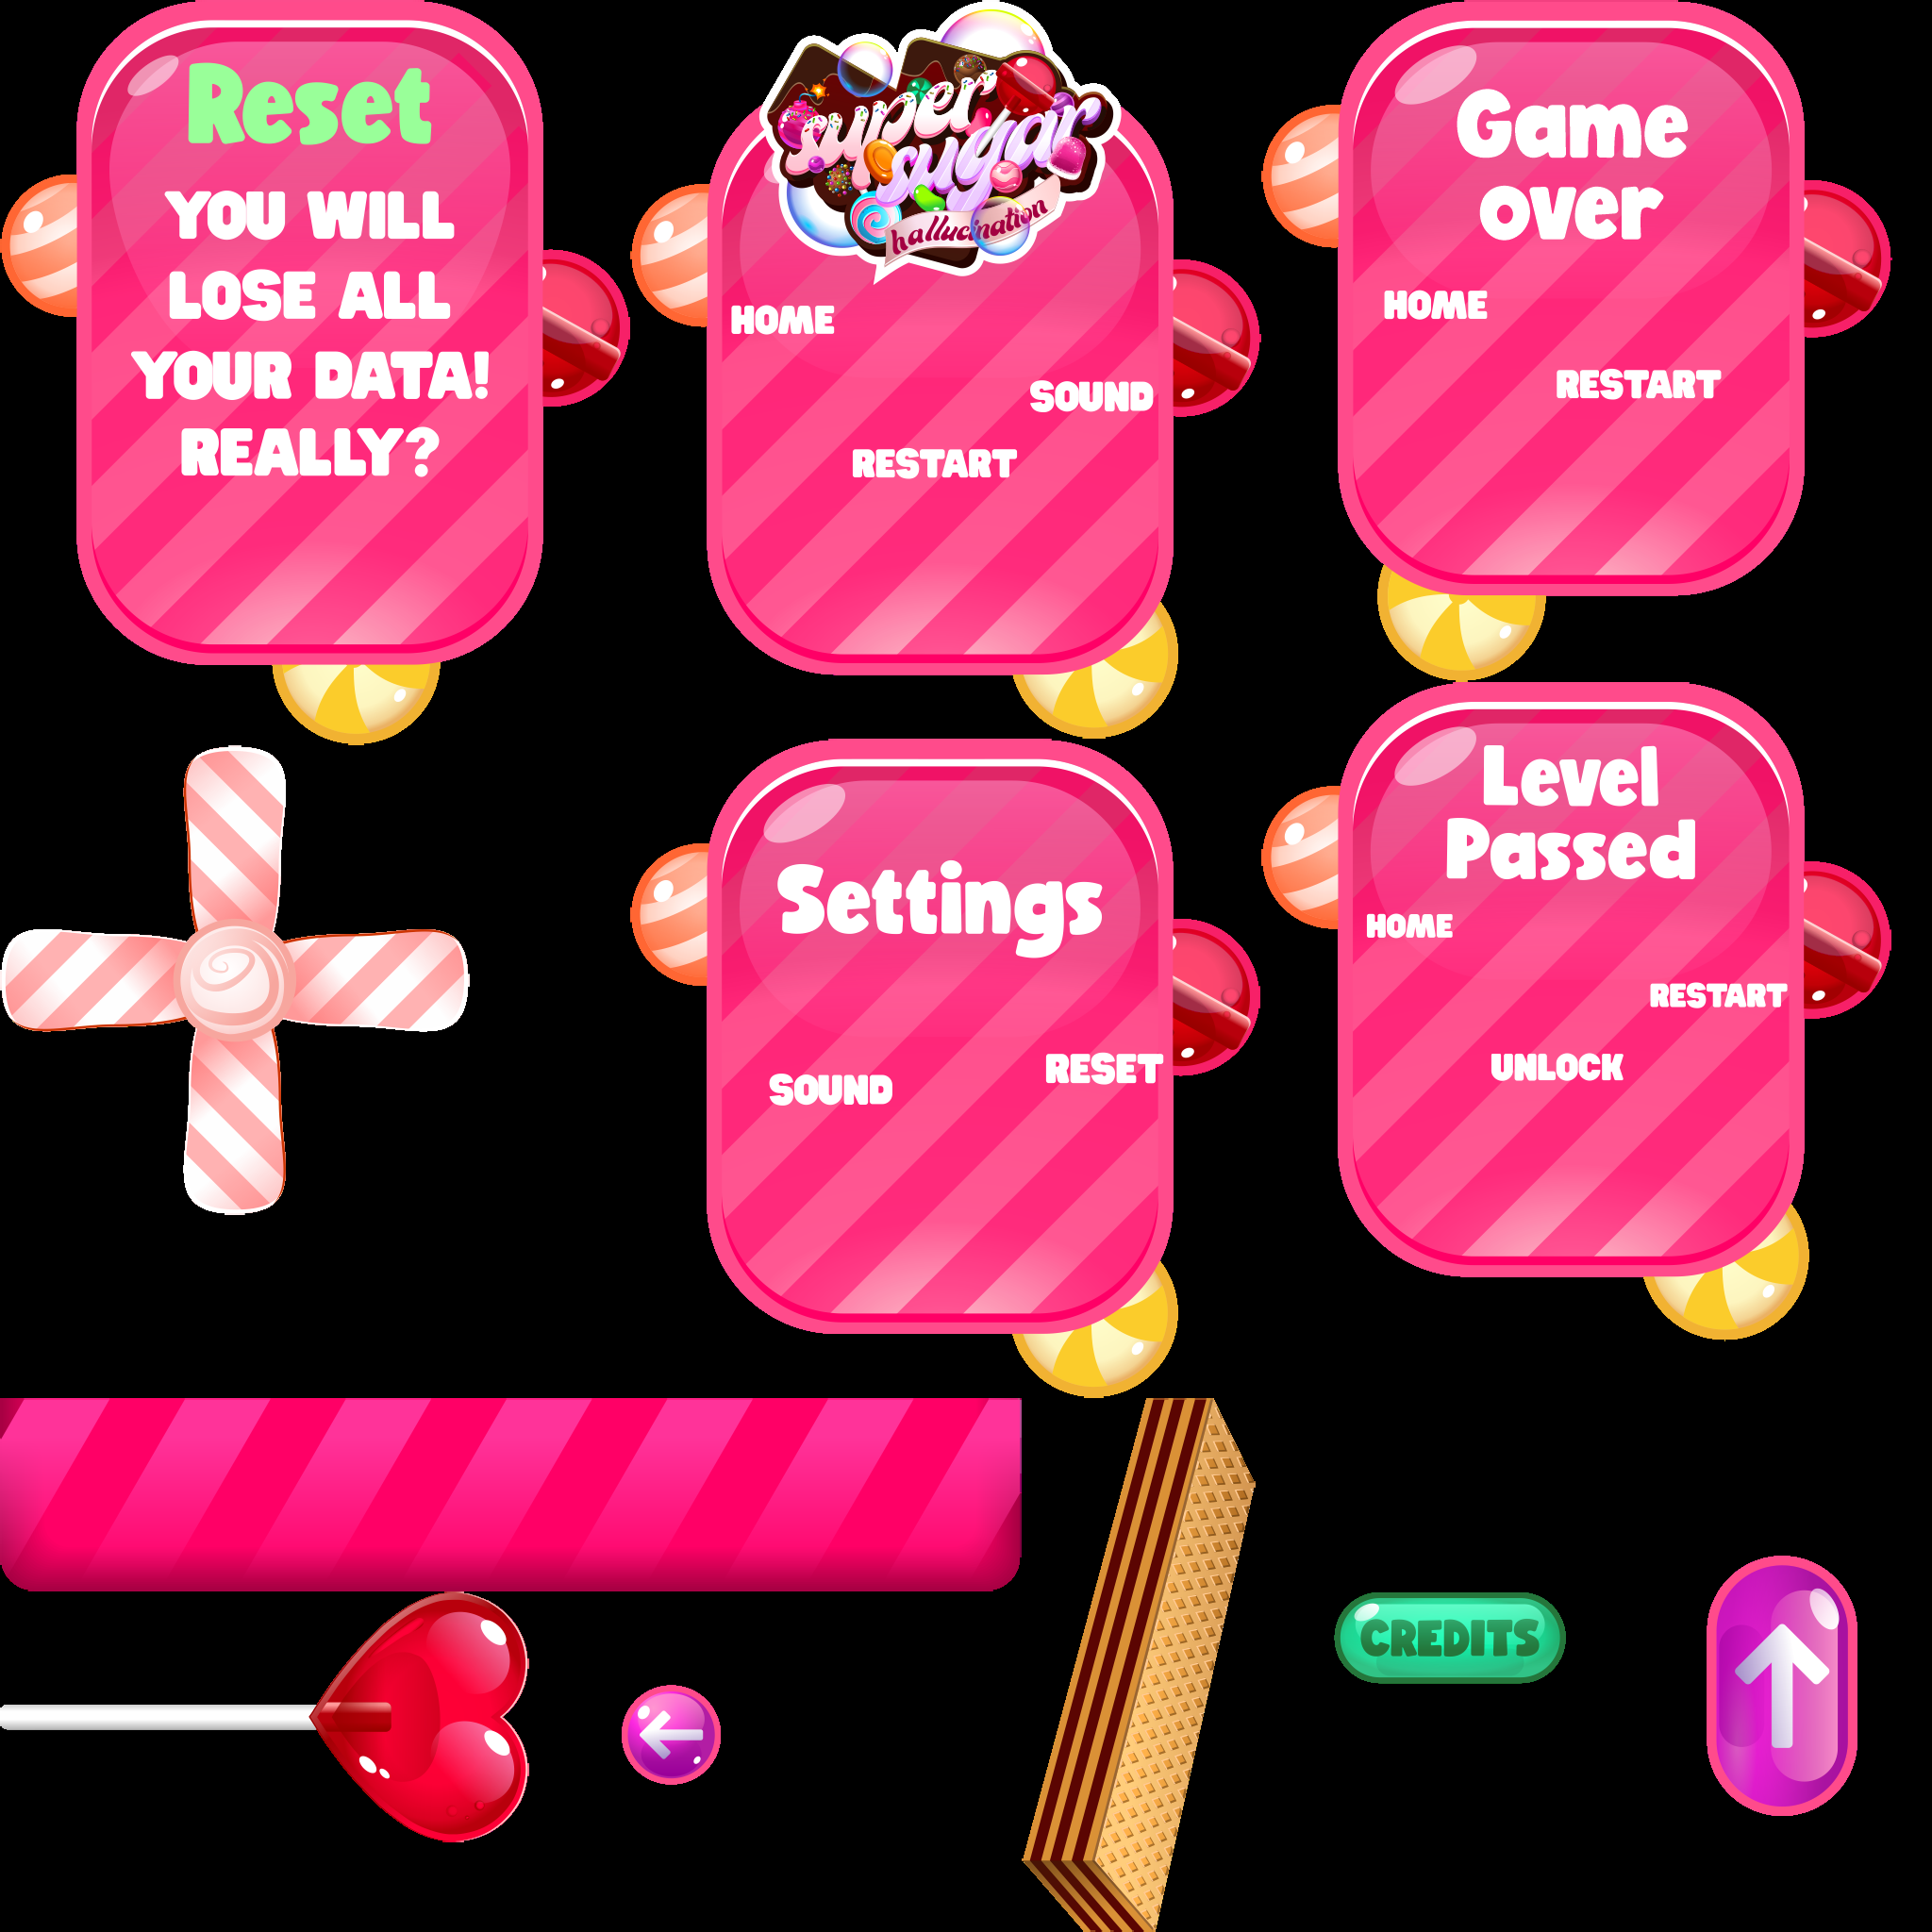 Reset
YOU WILL
LOSE ALL
YOUR DATA!
REALLY?
super
sugar
hallucination
HOME
SOUND
RESTART
Game
over
HOME
RESTART
Settings
SOUND
RESET
Level
Passed
HOME
RESTART
UNLOCK
CREDITS